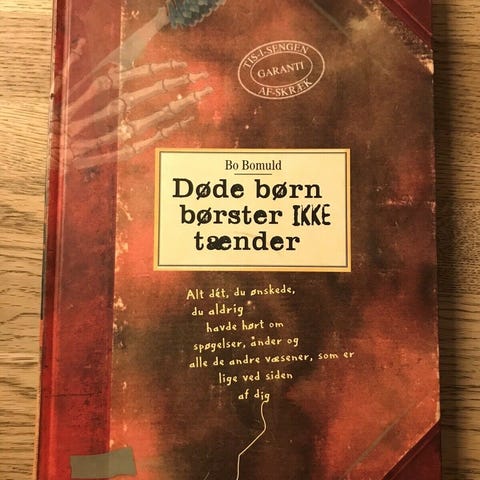 TIS-I-SENGEN
GARANTI
AF-SKRÆK
Bo Bomuld
Døde børn
børster IKKE
tænder
Alt dét, du ønskede,
du aldrig
havde hørt om
spøgelser, ånder og
alle de andre væsener, som er
lige ved siden
af dig